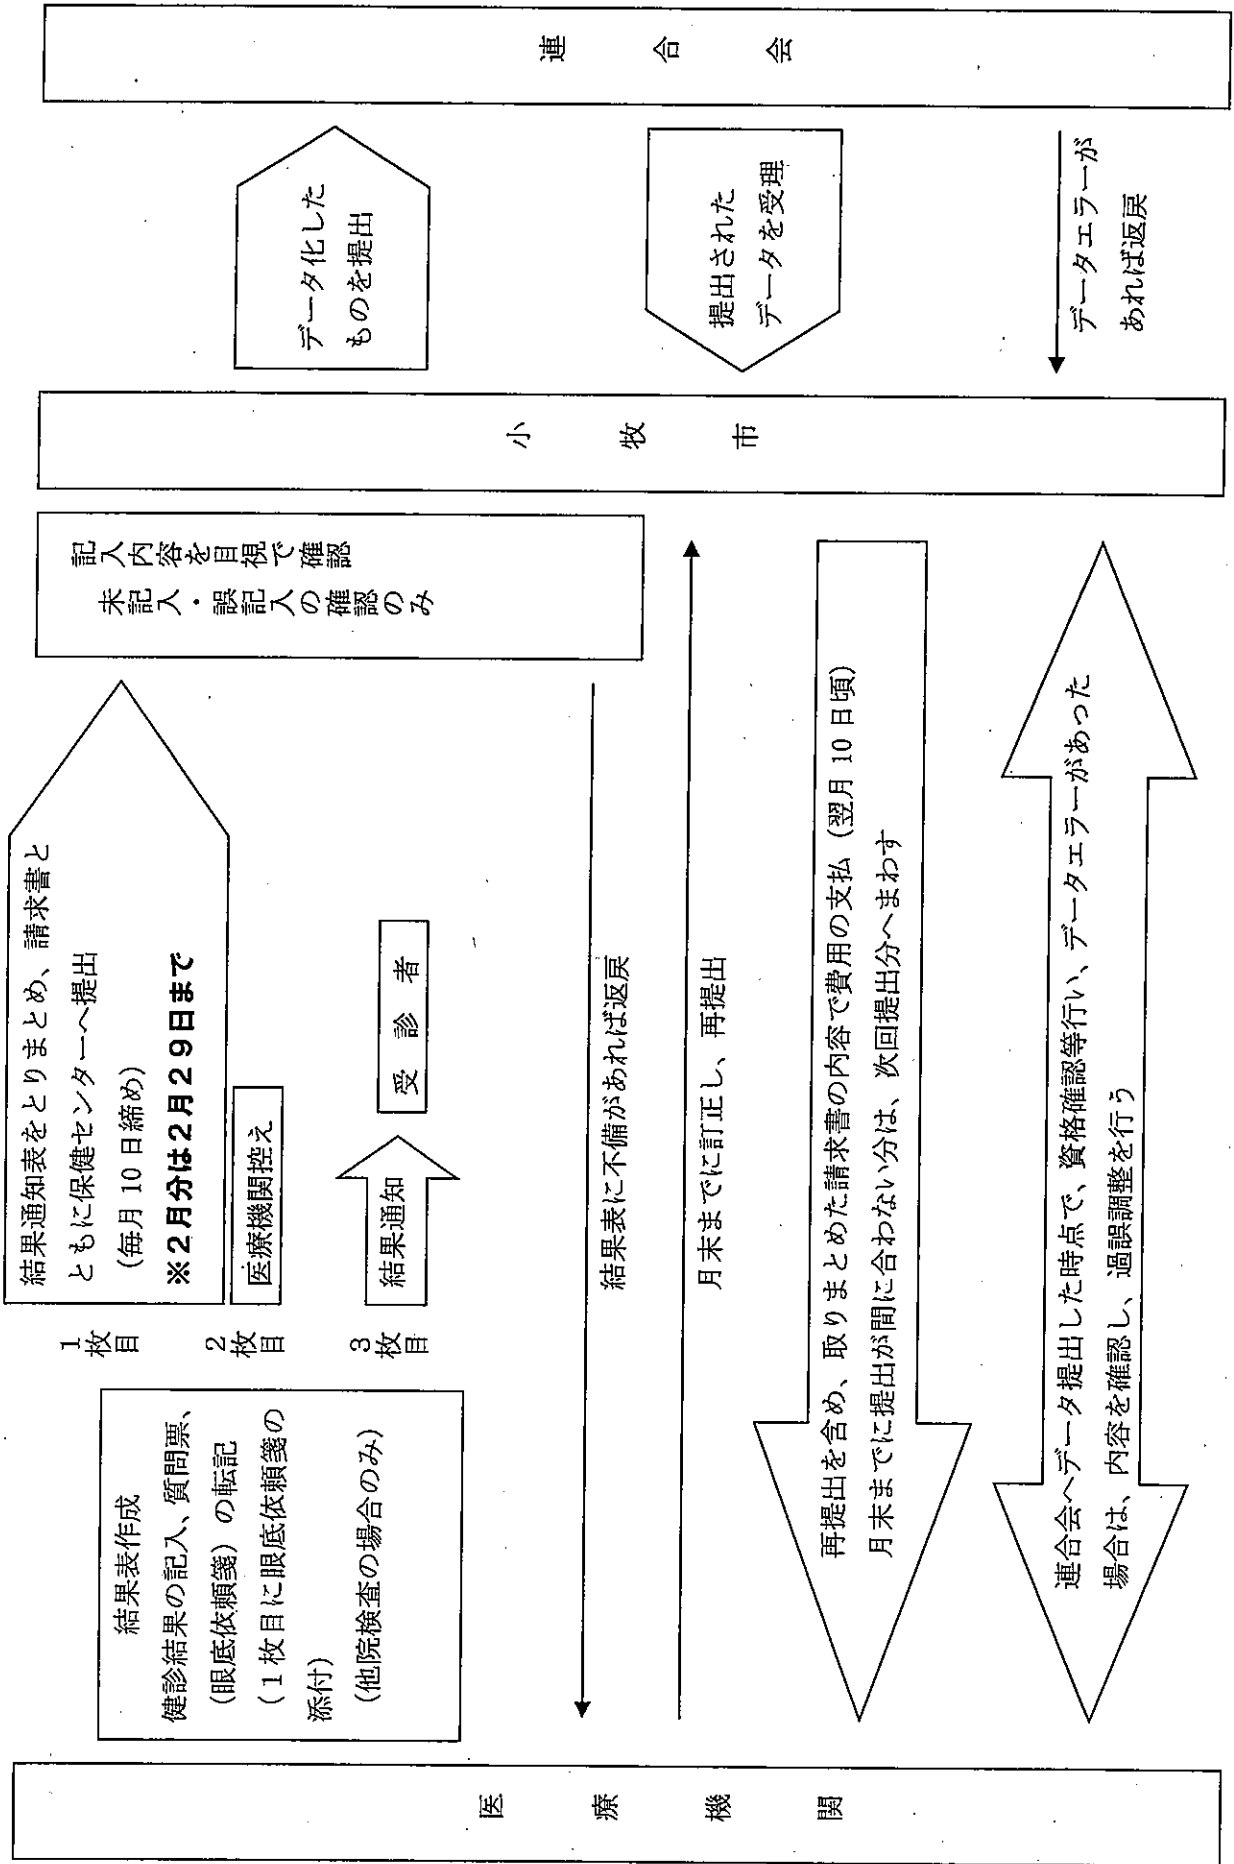 医療機関
結果表作成
健診結果の記入、質問票、
(眼底依頼箋)の転記
(1枚目に眼底依頼箋の
添付)
(他院検査の場合のみ)
1枚目
結果通知表をとりまとめ、請求書と
ともに保健センターへ提出
(毎月10日締め)
※2月分は2月29日まで
2枚目
医療機関控え
3枚目
結果通知
受診者
記入内容を目視で確認
未記入・誤記入の確認のみ
結果表に不備があれば返戻
月末までに訂正し、再提出
再提出を含め、取りまとめた請求書の内容で費用の支払(翌月10日頃)
月末までに提出が間に合わない分は、次回提出分へまわす
連合会へデータ提出した時点で、資格確認等行い、データエラーがあった
場合は、内容を確認し、過誤調整を行う
小牧市
データ化した
ものを提出
提出された
データを受理
データエラーが
あれば返戻
連合会